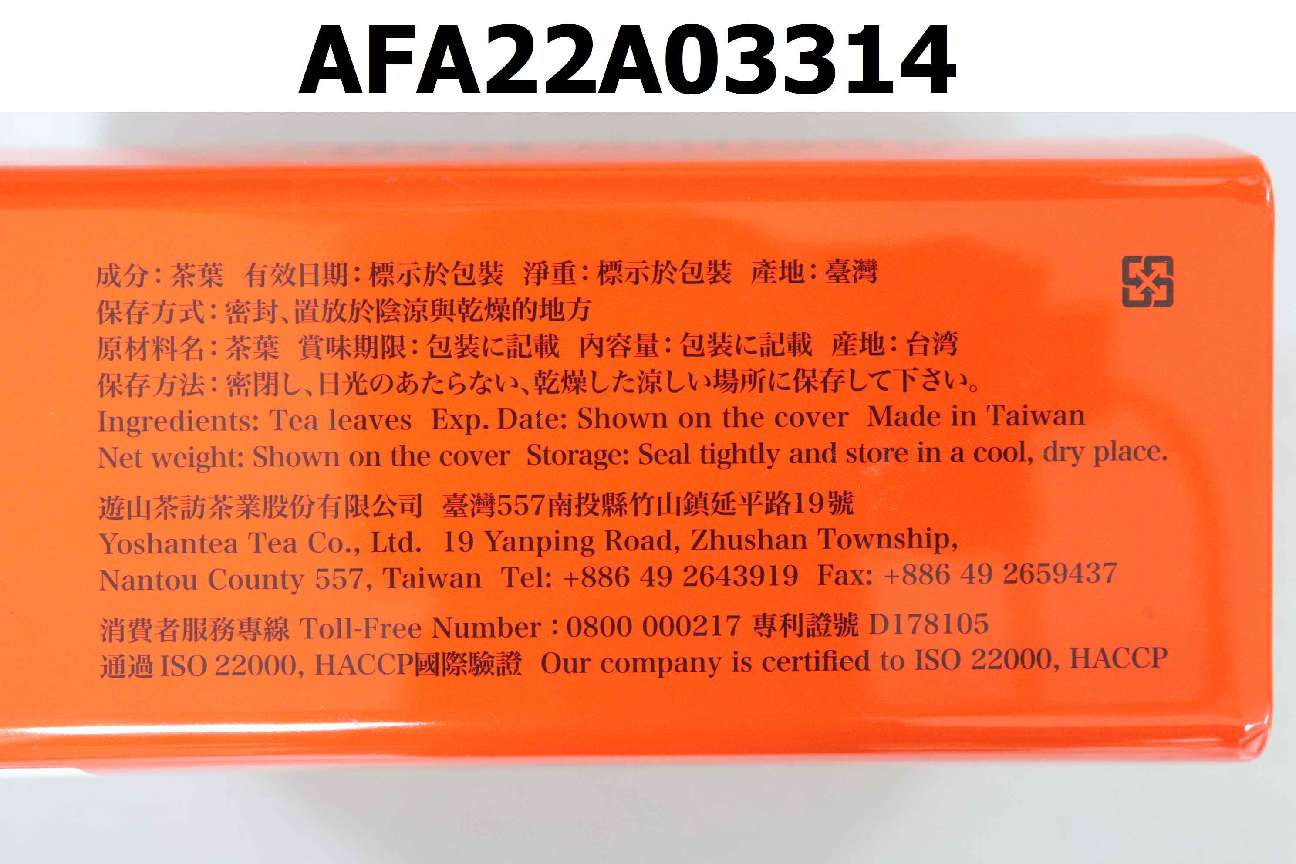 AFA22A03314
成分：茶葉 有效日期：標示於包裝 淨重：標示於包裝 產地：臺灣
保存方式：密封、置放於陰涼與乾燥的地方
原材料名：茶葉 賞味期限：包装に記載 內容量：包装に記載 産地：台湾
保存方法：密閉し、日光のあたらない、乾燥した涼しい場所に保存して下さい。
Ingredients: Tea leaves Exp. Date: Shown on the cover Made in Taiwan
Net weight: Shown on the cover Storage: Seal tightly and store in a cool, dry place.
遊山茶訪茶業股份有限公司 臺灣557南投縣竹山鎮延平路19號
Yoshantea Tea Co., Ltd. 19 Yanping Road, Zhushan Township,
Nantou County 557, Taiwan Tel: +886 49 2643919 Fax: +886 49 2659437
消費者服務專線 Toll-Free Number：0800 000217 專利證號 D178105
通過 ISO 22000, HACCP國際驗證 Our company is certified to ISO 22000, HACCP